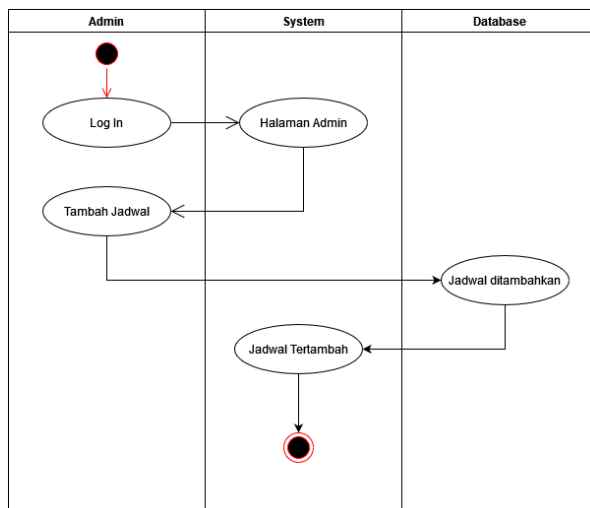 Admin
System
Database
Log In
Halaman Admin
Tambah Jadwal
Jadwal ditambahkan
Jadwal Tertambah